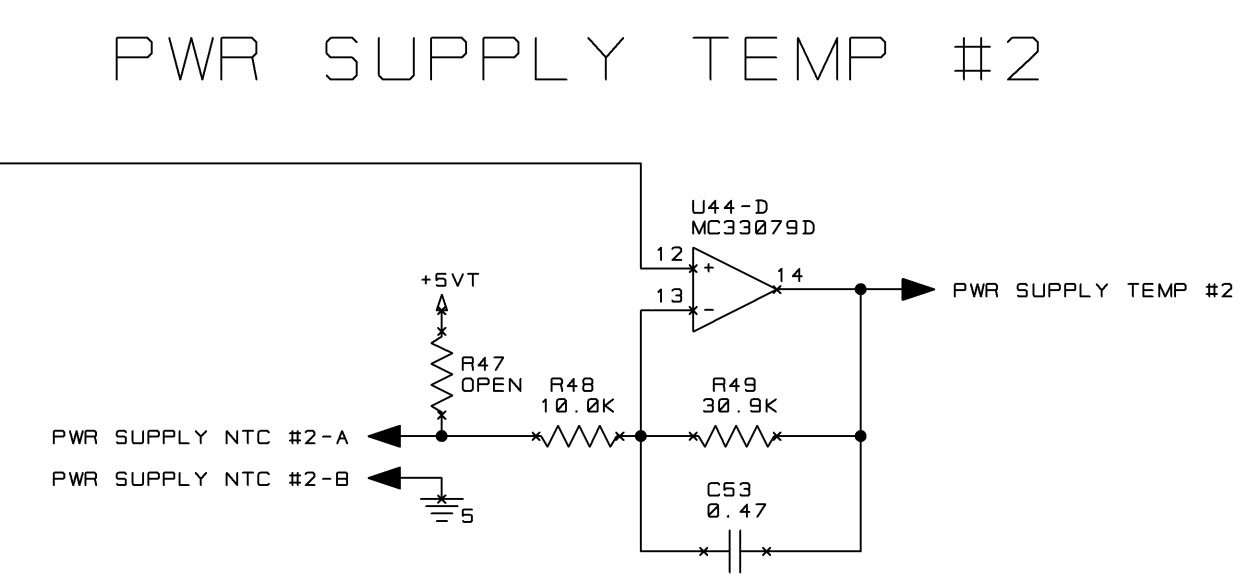 PWR SUPPLY TEMP #2
U44-D
MC33079D
12
+
14
13
-
PWR SUPPLY TEMP #2
+5VT
R47
OPEN
R48
10.0K
R49
30.9K
PWR SUPPLY NTC #2-A
PWR SUPPLY NTC #2-B
5
C53
0.47